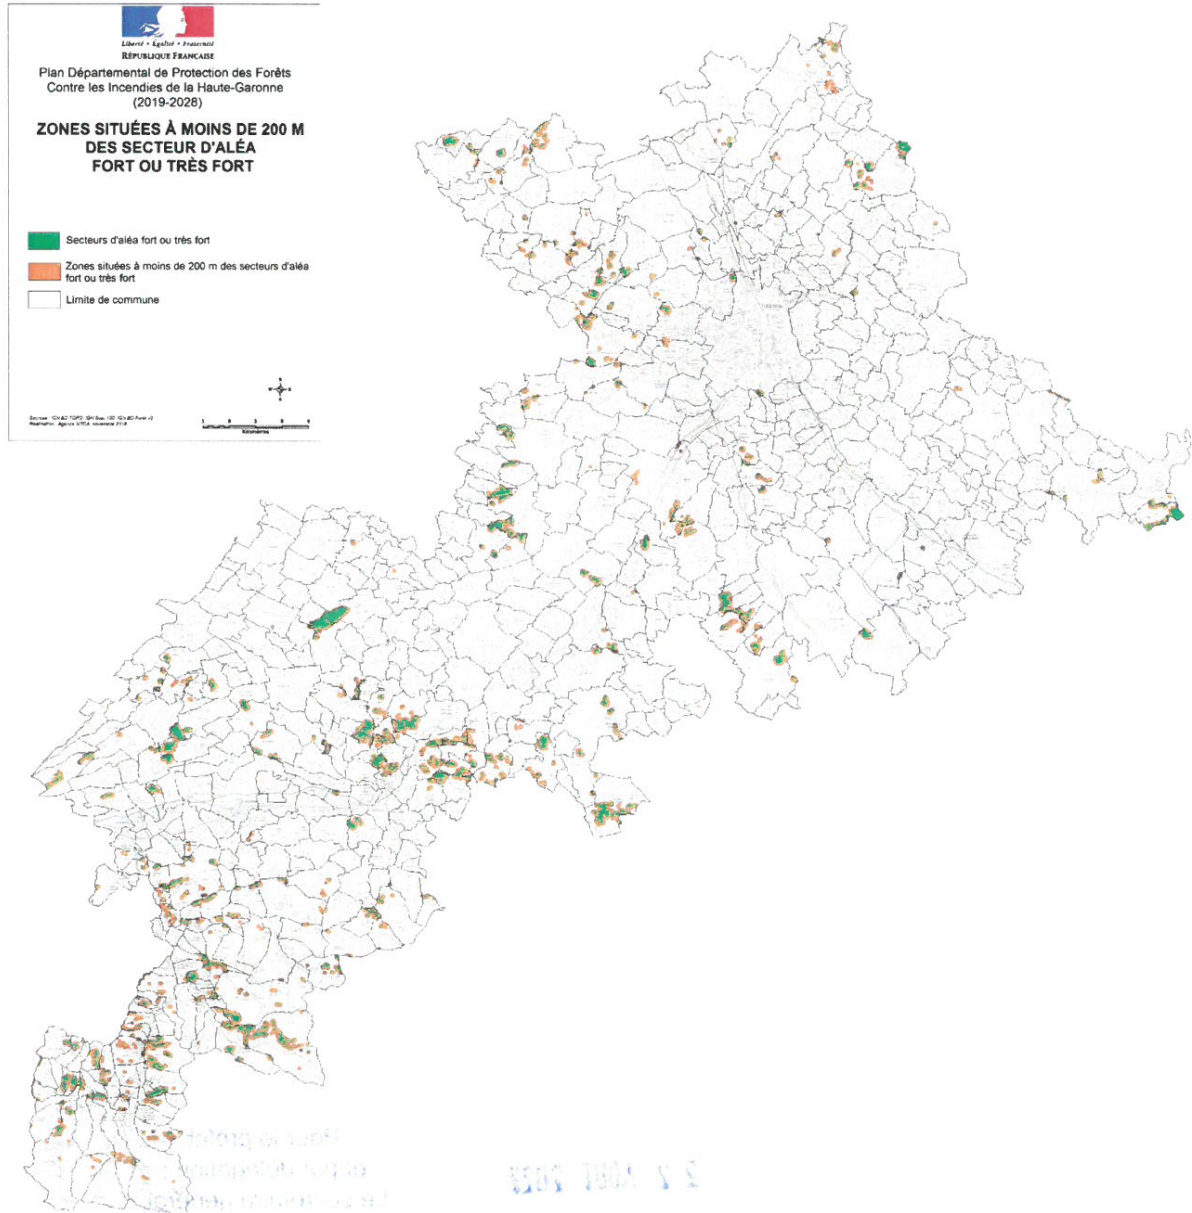 Liberté • Égalité • Fraternité
RÉPUBLIQUE FRANÇAISE
Plan Départemental de Protection des Forêts
Contre les Incendies de la Haute-Garonne
(2019-2028)
ZONES SITUÉES À MOINS DE 200 M
DES SECTEUR D'ALÉA
FORT OU TRÈS FORT
Secteurs d'aléa fort ou très fort
Zones situées à moins de 200 m des secteurs d'aléa
fort ou très fort
Limite de commune
Kilomètres